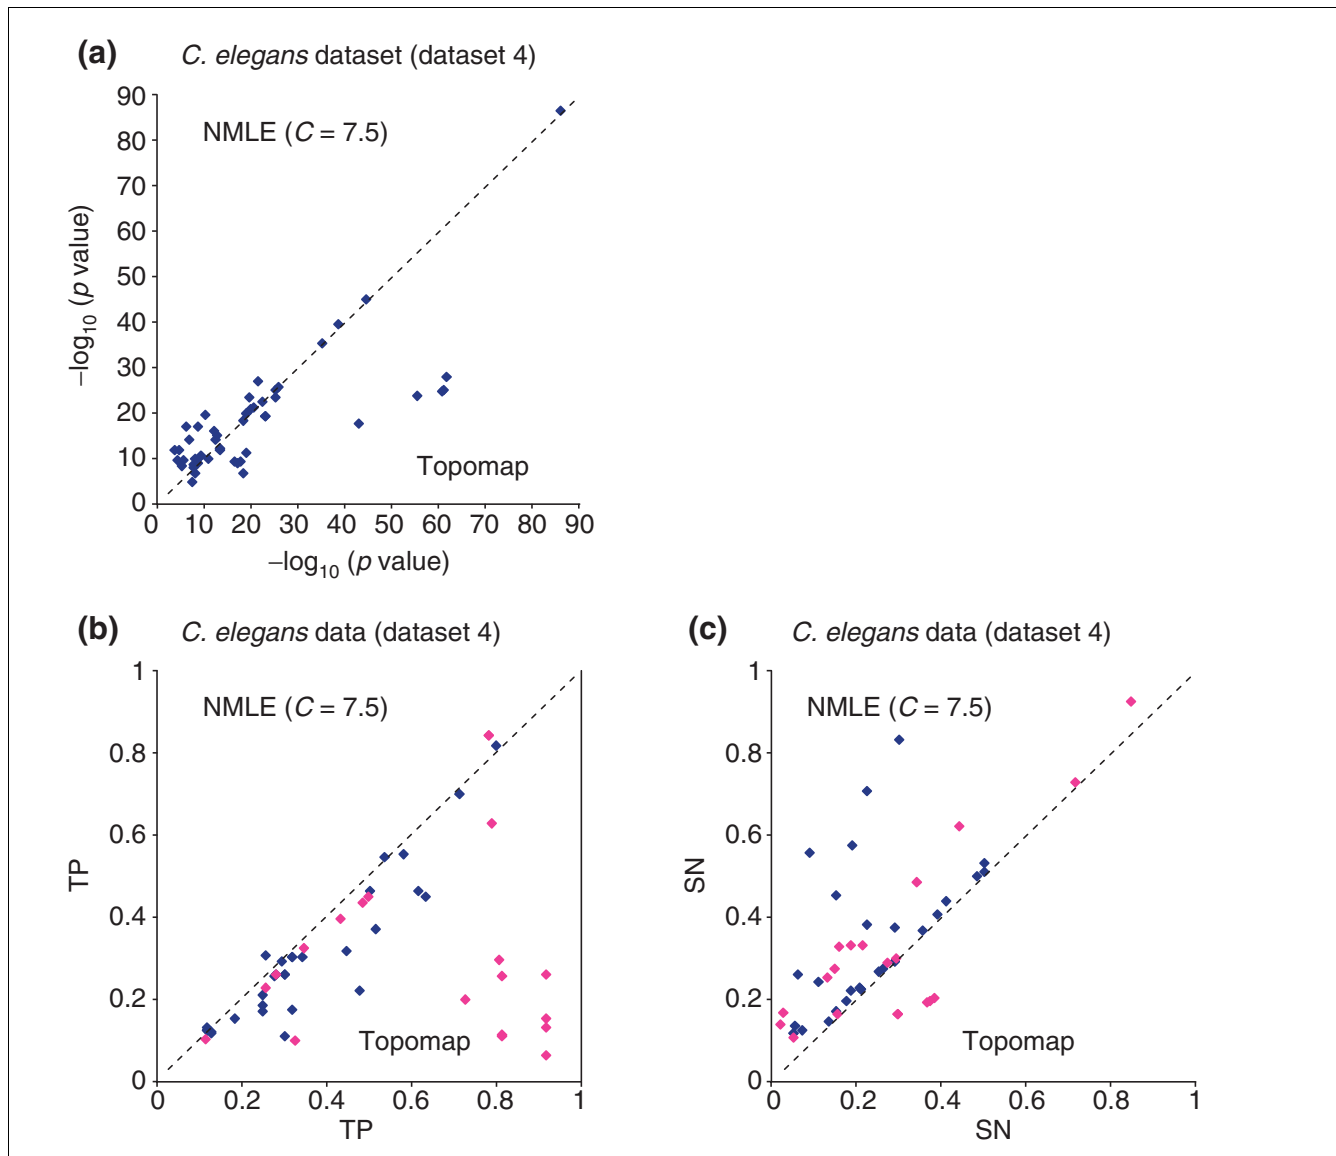 (a) C. elegans dataset (dataset 4)
90
NMLE (C = 7.5)
80
70
60
50
40
30
20
10
0
–log10 (p value)
Topomap
0 10 20 30 40 50 60 70 80 90
–log10 (p value)
(b) C. elegans data (dataset 4)
1
NMLE (C = 7.5)
0.8
0.6
TP
0.4
0.2
Topomap
0
0 0.2 0.4 0.6 0.8 1
TP
(c) C. elegans data (dataset 4)
1
NMLE (C = 7.5)
0.8
0.6
SN
0.4
0.2
Topomap
0
0 0.2 0.4 0.6 0.8 1
SN